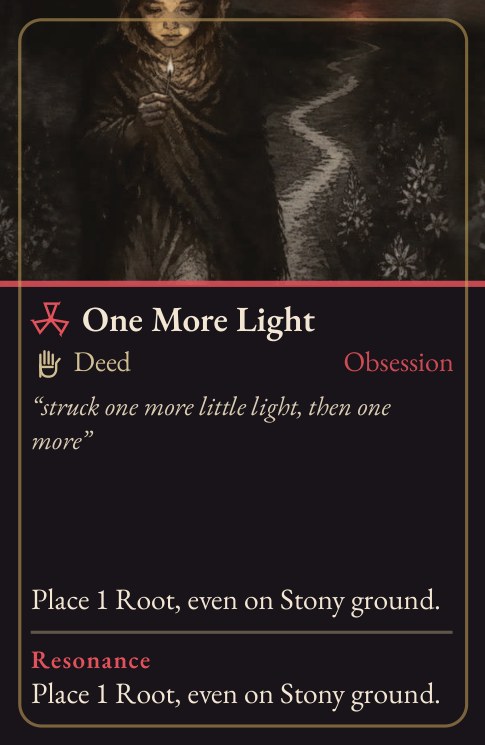 One More Light
Deed Obsession
“struck one more little light, then one
more”
Place 1 Root, even on Stony ground.
Resonance
Place 1 Root, even on Stony ground.